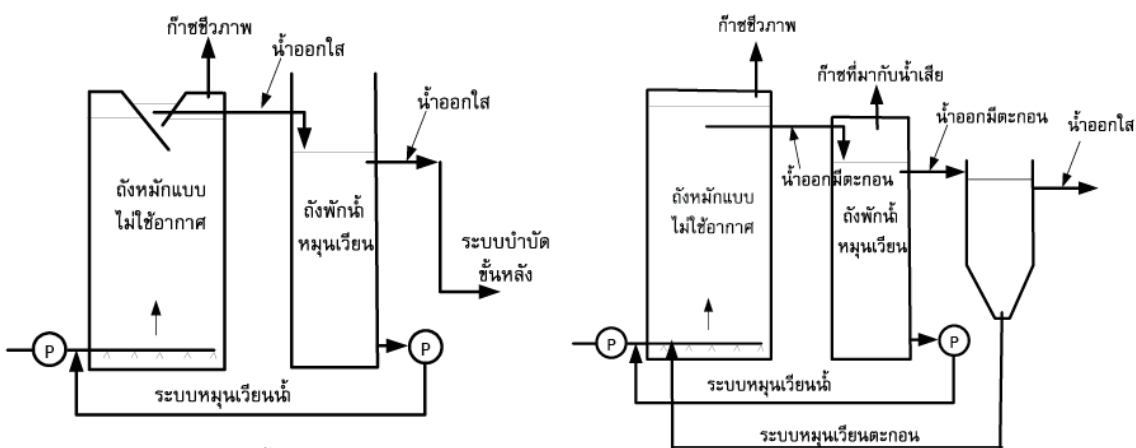 ก๊าซชีวภาพ
น้ำออกใส
น้ำออกใส
ถังหมักแบบ
ไม่ใช้อากาศ
ถังพักน้ำ
หมุนเวียน
ระบบบำบัด
ขั้นหลัง
P
P
ระบบหมุนเวียนน้ำ
ก๊าซชีวภาพ
ก๊าซที่มากับน้ำเสีย
น้ำออกมีตะกอน
น้ำออกใส
น้ำออกมีตะกอน
ถังหมักแบบ
ไม่ใช้อากาศ
ถังพักน้ำ
หมุนเวียน
P
P
ระบบหมุนเวียนน้ำ
ระบบหมุนเวียนตะกอน